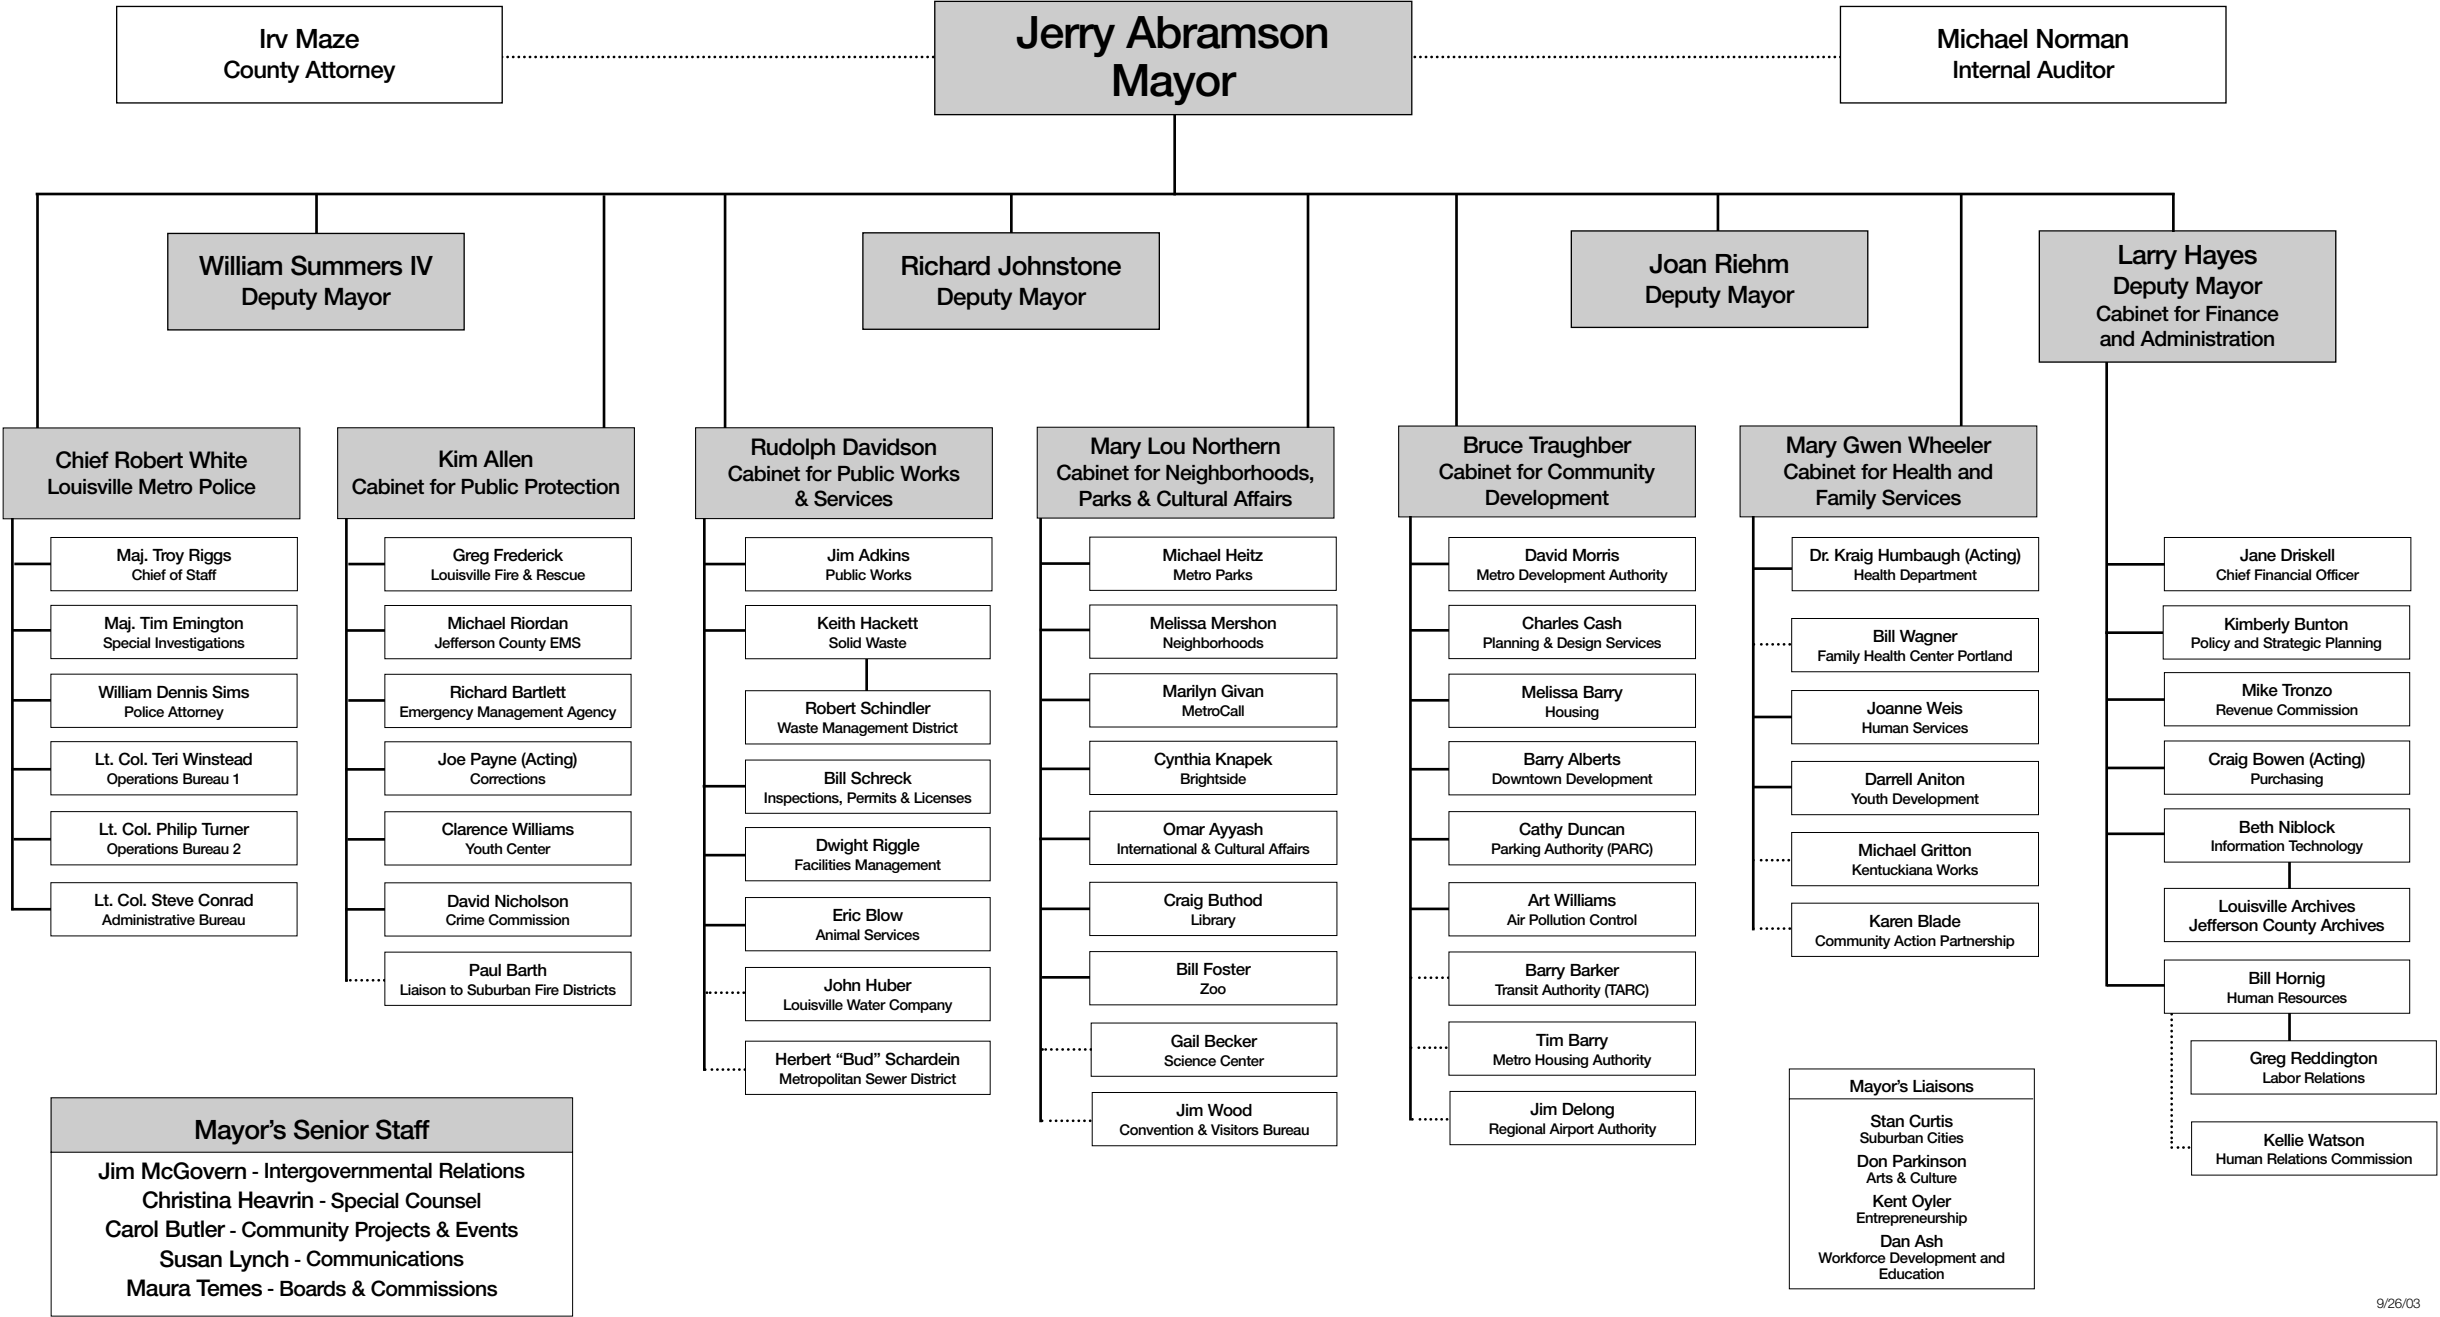 Irv Maze
County Attorney
Jerry Abramson
Mayor
Michael Norman
Internal Auditor
William Summers IV
Deputy Mayor
Richard Johnstone
Deputy Mayor
Joan Riehm
Deputy Mayor
Larry Hayes
Deputy Mayor
Cabinet for Finance
and Administration
Chief Robert White
Louisville Metro Police
Maj. Troy Riggs
Chief of Staff
Maj. Tim Emington
Special Investigations
William Dennis Sims
Police Attorney
Lt. Col. Teri Winstead
Operations Bureau 1
Lt. Col. Philip Turner
Operations Bureau 2
Lt. Col. Steve Conrad
Administrative Bureau
Kim Allen
Cabinet for Public Protection
Greg Frederick
Louisville Fire & Rescue
Michael Riordan
Jefferson County EMS
Richard Bartlett
Emergency Management Agency
Joe Payne (Acting)
Corrections
Clarence Williams
Youth Center
David Nicholson
Crime Commission
Paul Barth
Liaison to Suburban Fire Districts
Rudolph Davidson
Cabinet for Public Works
& Services
Jim Adkins
Public Works
Keith Hackett
Solid Waste
Robert Schindler
Waste Management District
Bill Schreck
Inspections, Permits & Licenses
Dwight Riggle
Facilities Management
Eric Blow
Animal Services
John Huber
Louisville Water Company
Herbert “Bud” Schardein
Metropolitan Sewer District
Mary Lou Northern
Cabinet for Neighborhoods,
Parks & Cultural Affairs
Michael Heitz
Metro Parks
Melissa Mershon
Neighborhoods
Marilyn Givan
MetroCall
Cynthia Knapek
Brightside
Omar Ayyash
International & Cultural Affairs
Craig Buthod
Library
Bill Foster
Zoo
Gail Becker
Science Center
Jim Wood
Convention & Visitors Bureau
Bruce Traughber
Cabinet for Community
Development
David Morris
Metro Development Authority
Charles Cash
Planning & Design Services
Melissa Barry
Housing
Barry Alberts
Downtown Development
Cathy Duncan
Parking Authority (PARC)
Art Williams
Air Pollution Control
Barry Barker
Transit Authority (TARC)
Tim Barry
Metro Housing Authority
Jim Delong
Regional Airport Authority
Mary Gwen Wheeler
Cabinet for Health and
Family Services
Dr. Kraig Humbaugh (Acting)
Health Department
Bill Wagner
Family Health Center Portland
Joanne Weis
Human Services
Darrell Aniton
Youth Development
Michael Gritton
Kentuckiana Works
Karen Blade
Community Action Partnership
Jane Driskell
Chief Financial Officer
Kimberly Bunton
Policy and Strategic Planning
Mike Tronzo
Revenue Commission
Craig Bowen (Acting)
Purchasing
Beth Niblock
Information Technology
Louisville Archives
Jefferson County Archives
Bill Hornig
Human Resources
Greg Reddington
Labor Relations
Kellie Watson
Human Relations Commission
Mayor’s Senior Staff
Jim McGovern - Intergovernmental Relations
Christina Heavrin - Special Counsel
Carol Butler - Community Projects & Events
Susan Lynch - Communications
Maura Temes - Boards & Commissions
Mayor’s Liaisons
Stan Curtis
Suburban Cities
Don Parkinson
Arts & Culture
Kent Oyler
Entrepreneurship
Dan Ash
Workforce Development and
Education
9/26/03